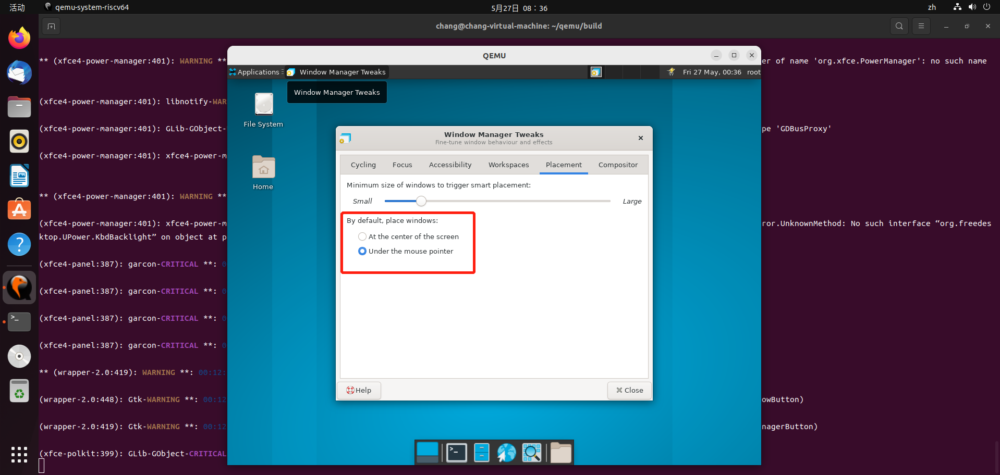 活动
qemu-system-riscv64
5月27日 08：36
zh
chang@chang-virtual-machine: ~/qemu/build
QEMU
** (xfce4-power-manager:401): WARNING **
er of name 'org.xfce.PowerManager': no such name
Applications
Window Manager Tweaks
Fri 27 May, 00:36
root
Window Manager Tweaks
(xfce4-power-manager:401): libnotify-WAR
File System
(xfce4-power-manager:401): GLib-GObject-
pe 'GDBusProxy'
Window Manager Tweaks
Fine-tune window behaviour and effects
(xfce4-power-manager:401): xfce4-power-m
Cycling
Focus
Accessibility
Workspaces
Placement
Compositor
Home
Minimum size of windows to trigger smart placement:
** (xfce4-power-manager:401): WARNING **
Small
Large
By default, place windows:
(xfce4-power-manager:401): xfce4-power-m
ror.UnknownMethod: No such interface “org.freedes
ktop.UPower.KbdBacklight” on object at p
At the center of the screen
Under the mouse pointer
(xfce4-panel:387): garcon-CRITICAL **: 0
(xfce4-panel:387): garcon-CRITICAL **: 0
(xfce4-panel:387): garcon-CRITICAL **: 0
(xfce4-panel:387): garcon-CRITICAL **: 0
** (wrapper-2.0:419): WARNING **: 00:12:
Help
Close
(wrapper-2.0:448): Gtk-WARNING **: 00:12
owButton)
(wrapper-2.0:419): Gtk-WARNING **: 00:12
nagerButton)
(xfce-polkit:399): GLib-GObject-CRITICAL